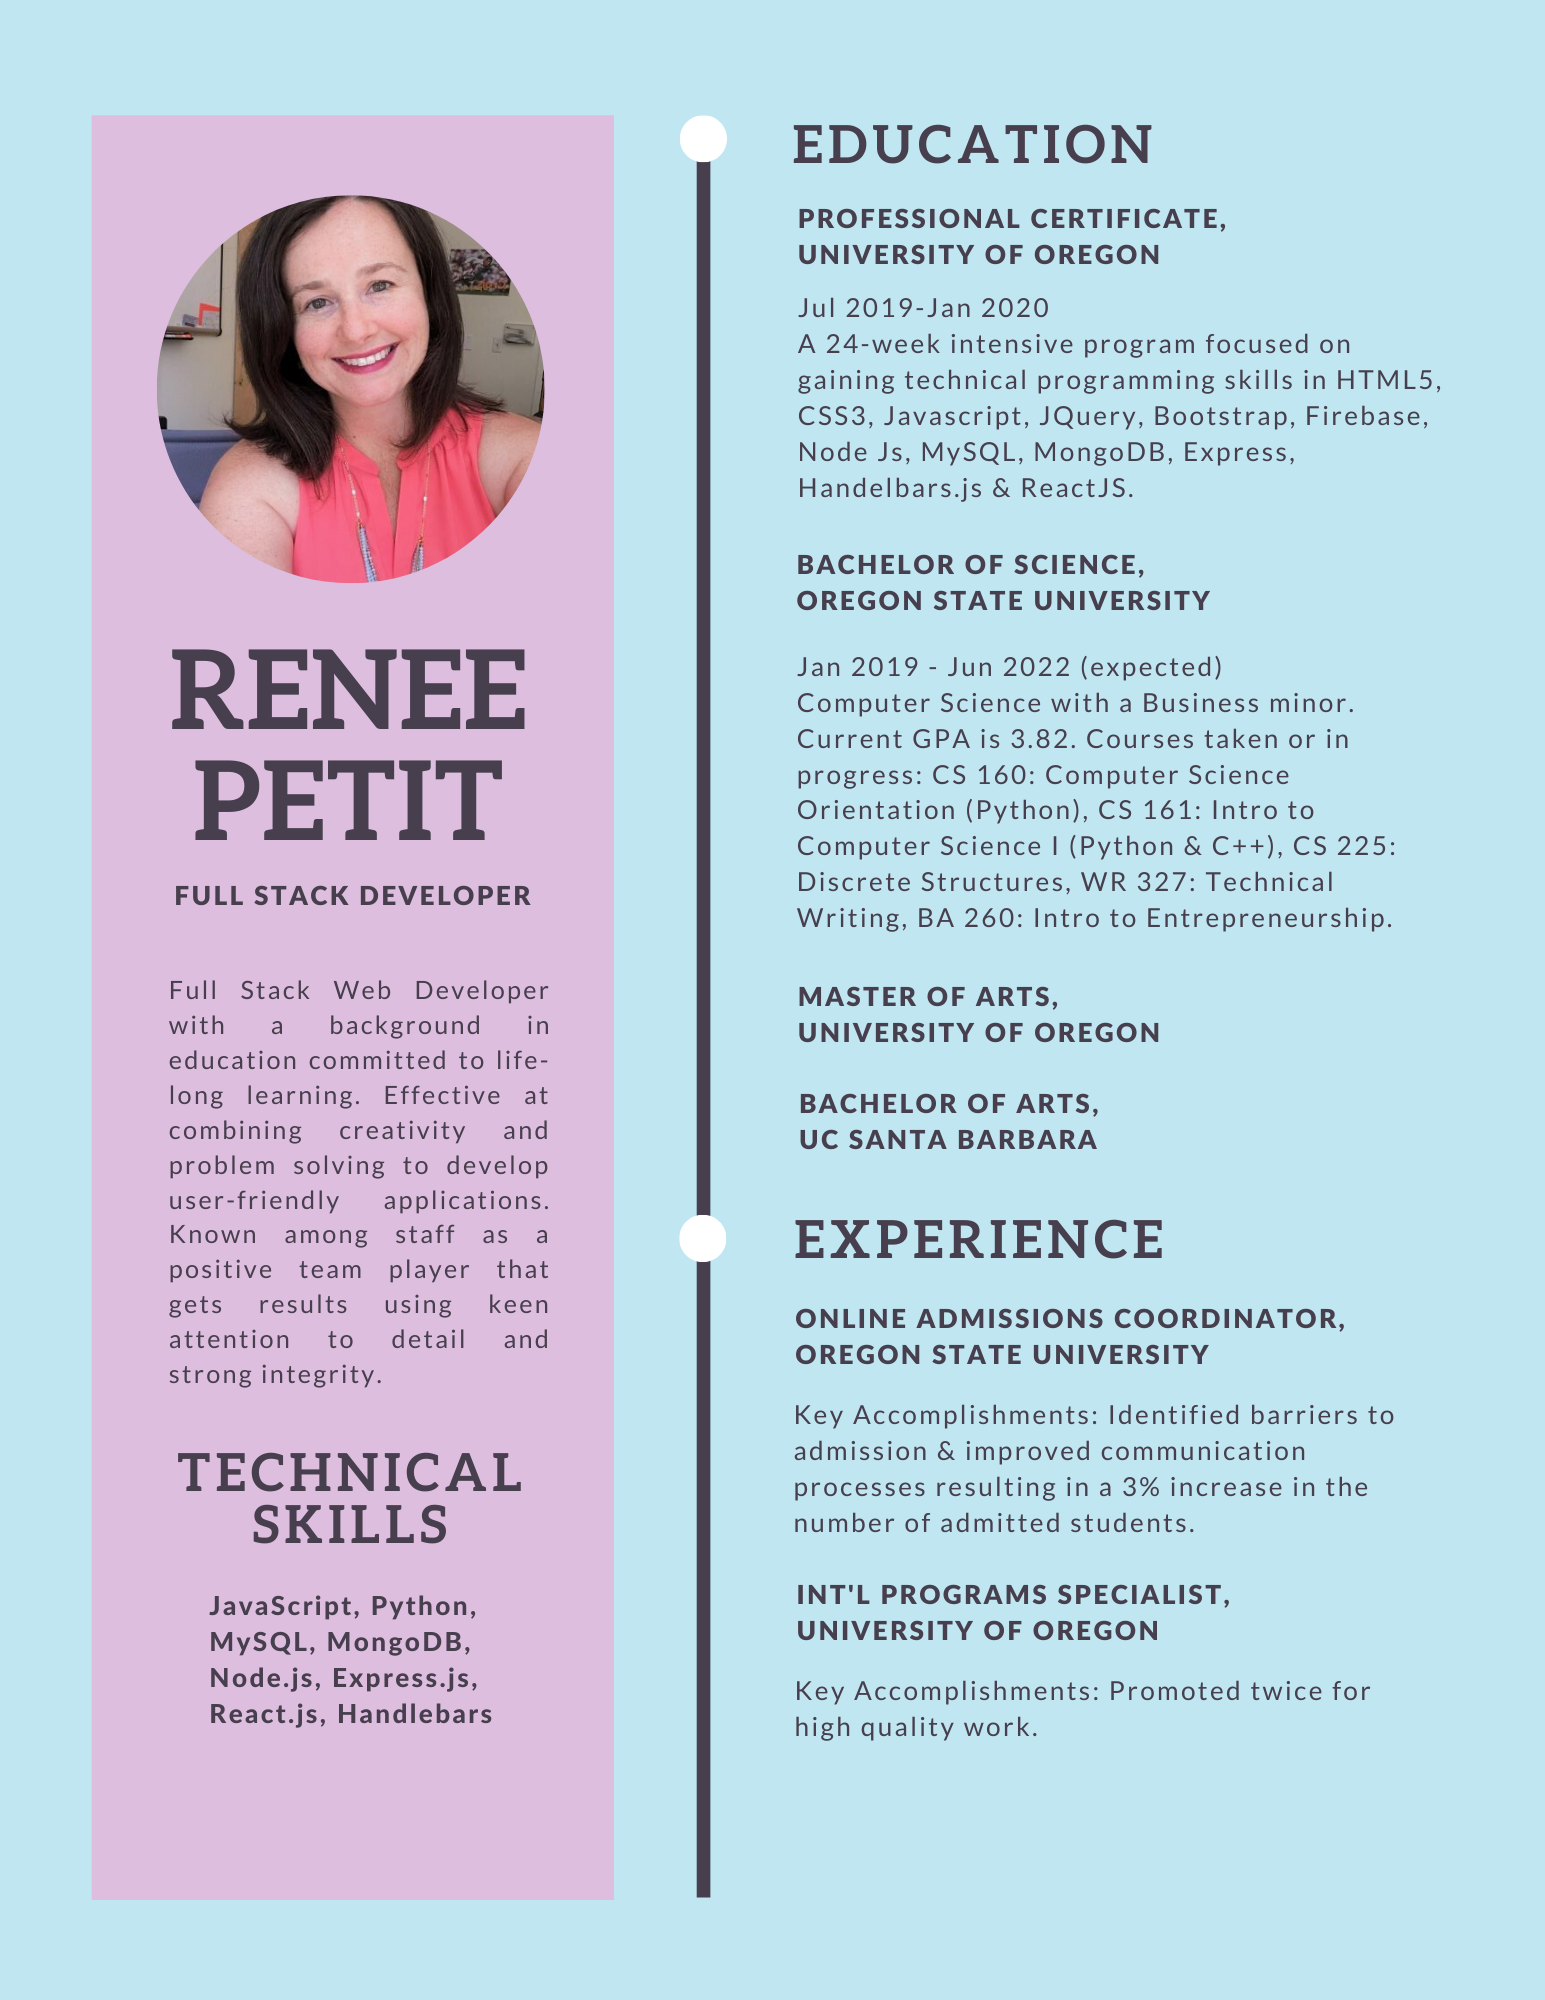 RENEE
PETIT
FULL STACK DEVELOPER
Full Stack Web Developer
with a background in
education committed to life-
long learning. Effective at
combining creativity and
problem solving to develop
user-friendly applications.
Known among staff as a
positive team player that
gets results using keen
attention to detail and
strong integrity.
TECHNICAL
SKILLS
JavaScript, Python,
MySQL, MongoDB,
Node.js, Express.js,
React.js, Handlebars
EDUCATION
PROFESSIONAL CERTIFICATE,
UNIVERSITY OF OREGON
Jul 2019-Jan 2020
A 24-week intensive program focused on
gaining technical programming skills in HTML5,
CSS3, Javascript, JQuery, Bootstrap, Firebase,
Node Js, MySQL, MongoDB, Express,
Handelbars.js & ReactJS.
BACHELOR OF SCIENCE,
OREGON STATE UNIVERSITY
Jan 2019 - Jun 2022 (expected)
Computer Science with a Business minor.
Current GPA is 3.82. Courses taken or in
progress: CS 160: Computer Science
Orientation (Python), CS 161: Intro to
Computer Science I (Python & C++), CS 225:
Discrete Structures, WR 327: Technical
Writing, BA 260: Intro to Entrepreneurship.
MASTER OF ARTS,
UNIVERSITY OF OREGON
BACHELOR OF ARTS,
UC SANTA BARBARA
EXPERIENCE
ONLINE ADMISSIONS COORDINATOR,
OREGON STATE UNIVERSITY
Key Accomplishments: Identified barriers to
admission & improved communication
processes resulting in a 3% increase in the
number of admitted students.
INT'L PROGRAMS SPECIALIST,
UNIVERSITY OF OREGON
Key Accomplishments: Promoted twice for
high quality work.